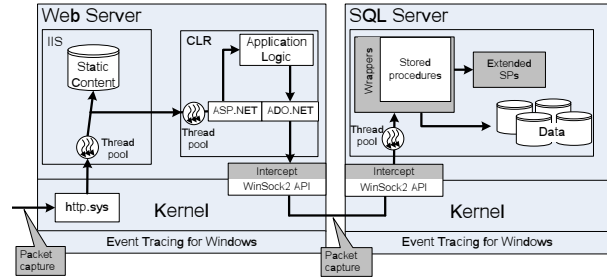 Web Server
IIS
Static
Content
Thread
pool
CLR
Application
Logic
ASP.NET
ADO.NET
Thread
pool
Intercept
WinSock2 API
http.sys
Kernel
Event Tracing for Windows
Packet
capture
SQL Server
Wrappers
Stored
procedures
Extended
SPs
Thread
pool
Data
Intercept
WinSock2 API
Kernel
Event Tracing for Windows
Packet
capture